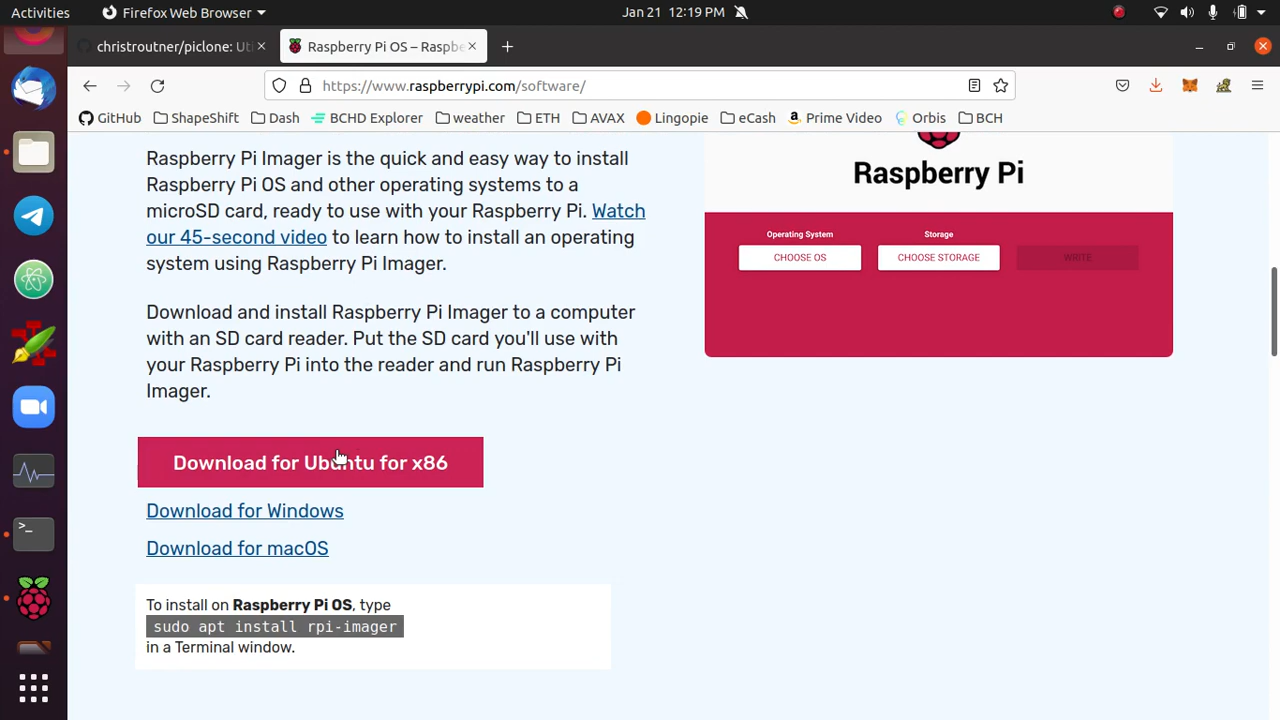 Activities
Firefox Web Browser
Jan 21 12:19 PM
christroutner/piclone: Uti
Raspberry Pi OS – Raspbe
https://www.raspberrypi.com/software/
GitHub
ShapeShift
Dash
BCHD Explorer
weather
ETH
AVAX
Lingopie
eCash
Prime Video
Orbis
BCH
Raspberry Pi Imager is the quick and easy way to install
Raspberry Pi OS and other operating systems to a
microSD card, ready to use with your Raspberry Pi. Watch
our 45-second video to learn how to install an operating
system using Raspberry Pi Imager.
Download and install Raspberry Pi Imager to a computer
with an SD card reader. Put the SD card you'll use with
your Raspberry Pi into the reader and run Raspberry Pi
Imager.
Download for Ubuntu for x86
Download for Windows
Download for macOS
To install on Raspberry Pi OS, type
sudo apt install rpi-imager
in a Terminal window.
Raspberry Pi
Operating System
Storage
CHOOSE OS
CHOOSE STORAGE
WRITE